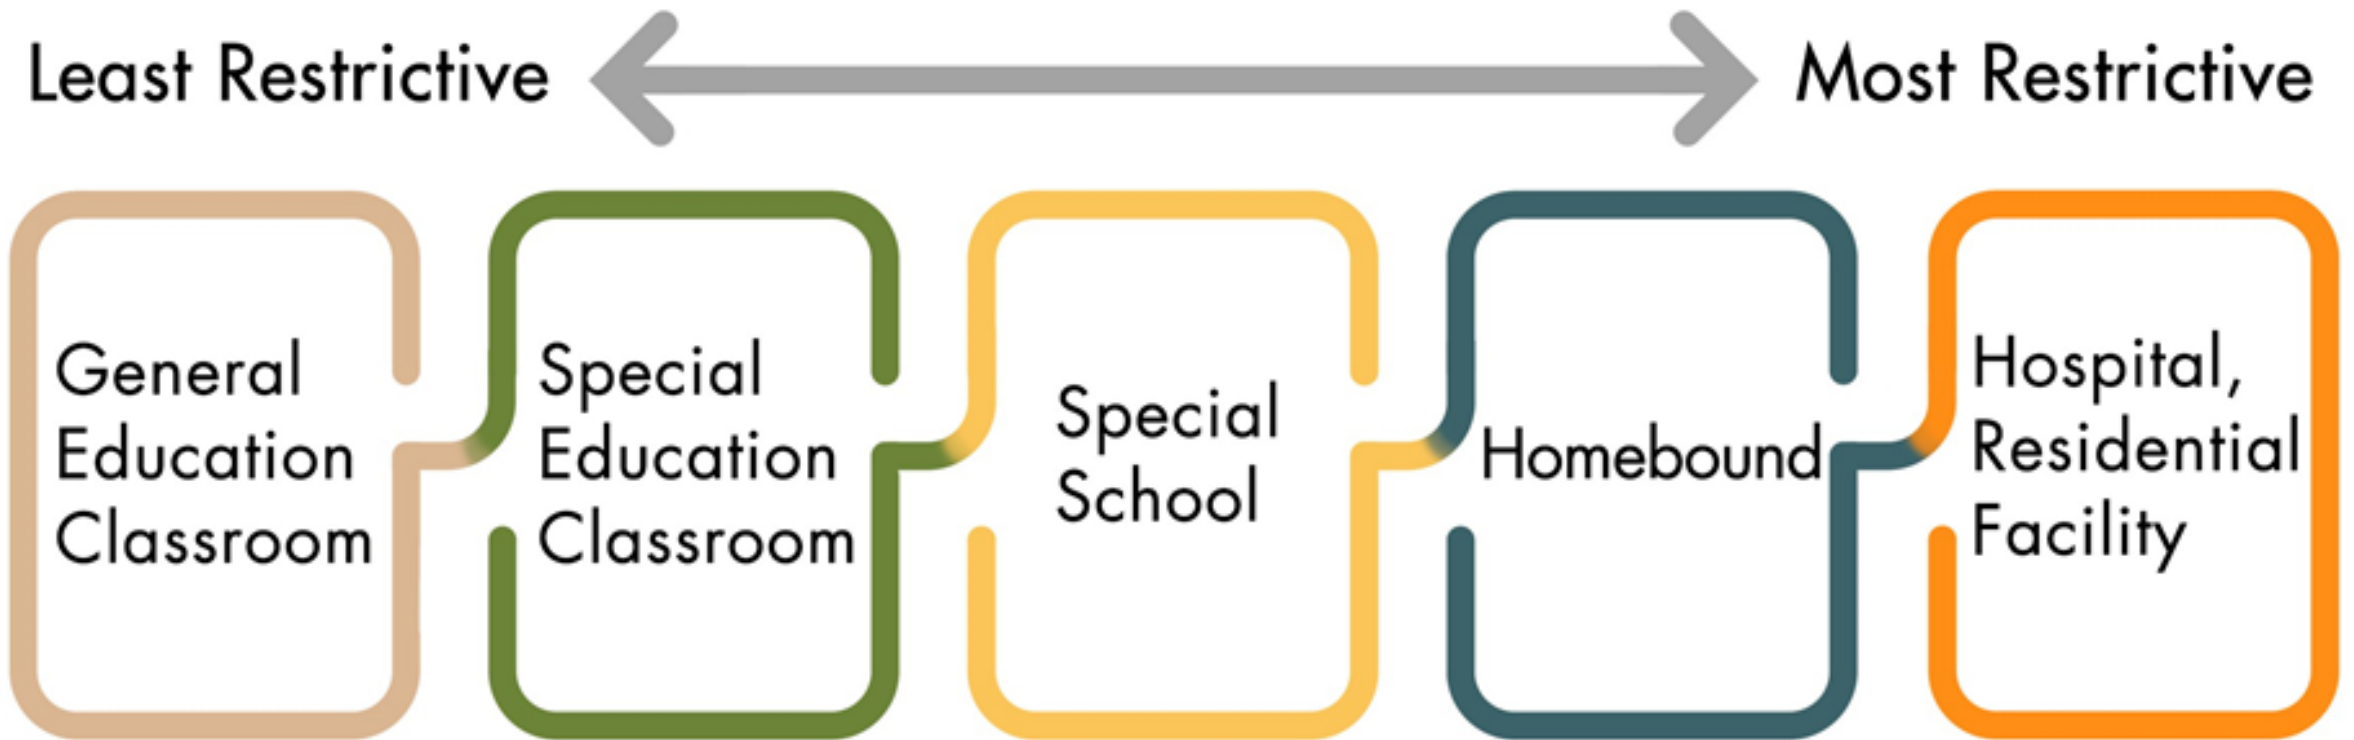 Least Restrictive
Most Restrictive
General
Education
Classroom
Special
Education
Classroom
Special
School
Homebound
Hospital,
Residential
Facility